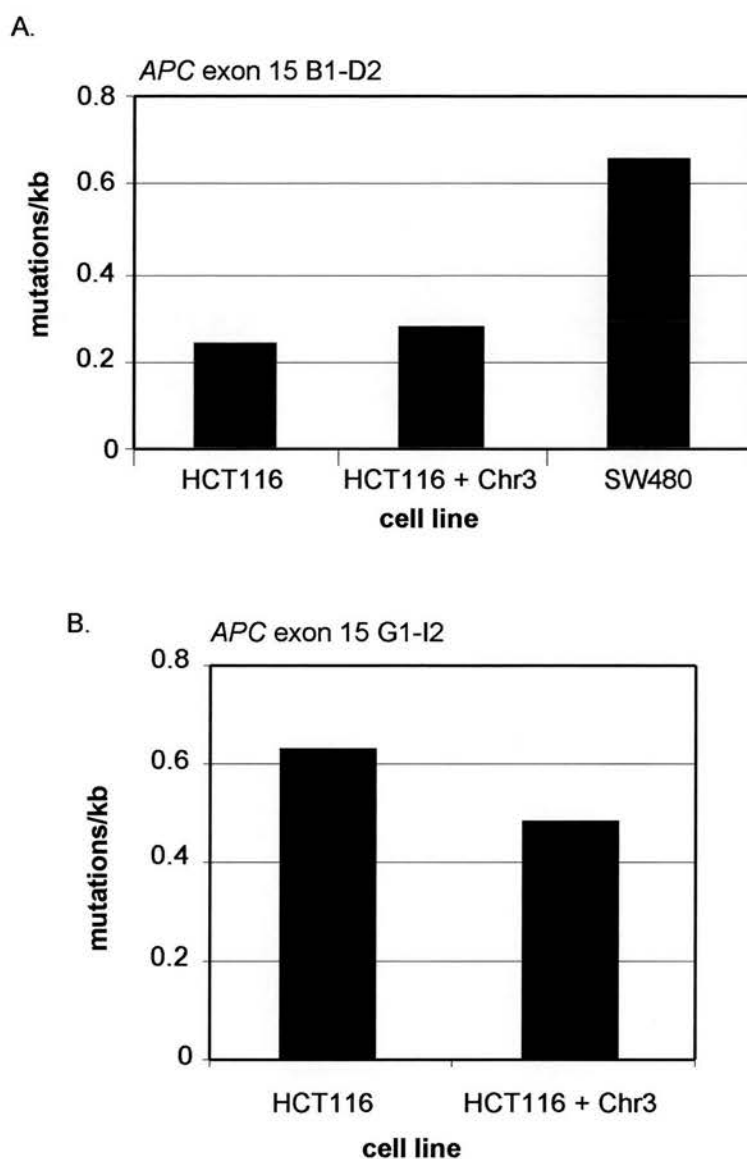 A.
APC exon 15 B1-D2
0.8
0.6
0.4
0.2
0
mutations/kb
HCT116 HCT116 + Chr3 SW480
cell line
B.
APC exon 15 G1-I2
0.8
0.6
0.4
0.2
0
mutations/kb
HCT116 HCT116 + Chr3
cell line